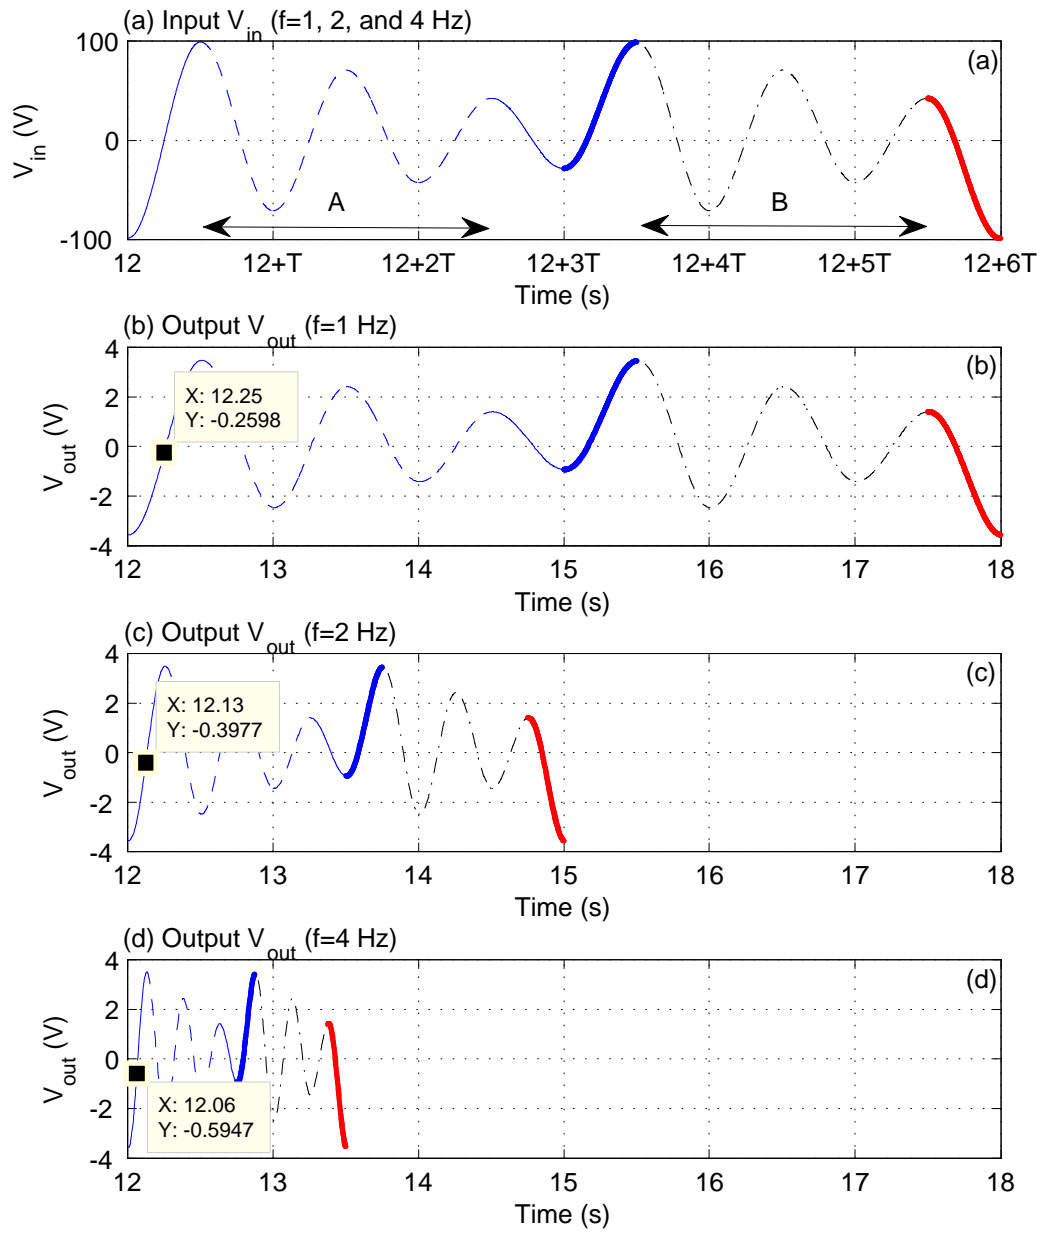 (a) Input V_in (f=1, 2, and 4 Hz)
100
0
-100
V_in (V)
(a)
A
B
12 12+T 12+2T 12+3T 12+4T 12+5T 12+6T
Time (s)
(b) Output V_out (f=1 Hz)
4
2
0
-2
-4
V_out (V)
(b)
X: 12.25
Y: -0.2598
12 13 14 15 16 17 18
Time (s)
(c) Output V_out (f=2 Hz)
4
2
0
-2
-4
V_out (V)
(c)
X: 12.13
Y: -0.3977
12 13 14 15 16 17 18
Time (s)
(d) Output V_out (f=4 Hz)
4
2
0
-2
-4
V_out (V)
(d)
X: 12.06
Y: -0.5947
12 13 14 15 16 17 18
Time (s)